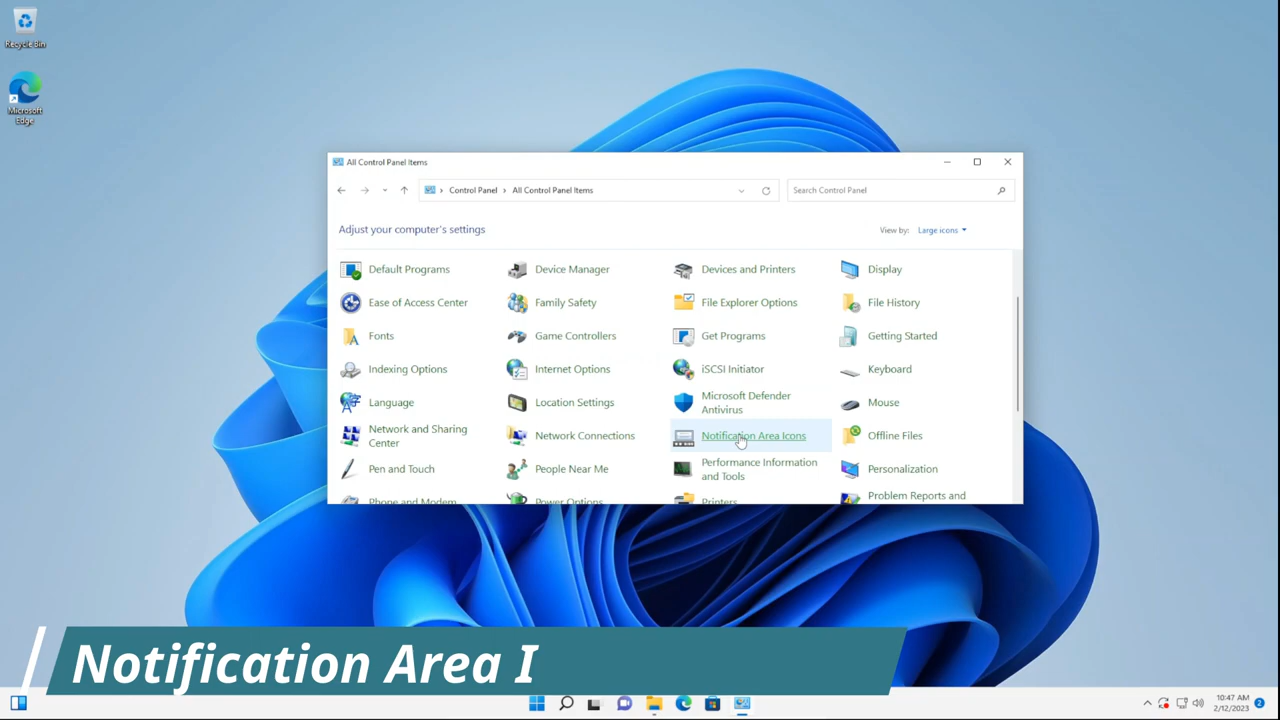 Recycle Bin
Microsoft
Edge
All Control Panel Items
Control Panel
All Control Panel Items
Search Control Panel
Adjust your computer's settings
View by:
Large icons
Default Programs
Device Manager
Devices and Printers
Display
Ease of Access Center
Family Safety
File Explorer Options
File History
Fonts
Game Controllers
Get Programs
Getting Started
Indexing Options
Internet Options
iSCSI Initiator
Keyboard
Language
Location Settings
Microsoft Defender
Antivirus
Mouse
Network and Sharing
Center
Network Connections
Notification Area Icons
Offline Files
Pen and Touch
People Near Me
Performance Information
and Tools
Personalization
Phone and Modem
Power Options
Printers
Problem Reports and
Notification Area I
10:47 AM
2/12/2023
2